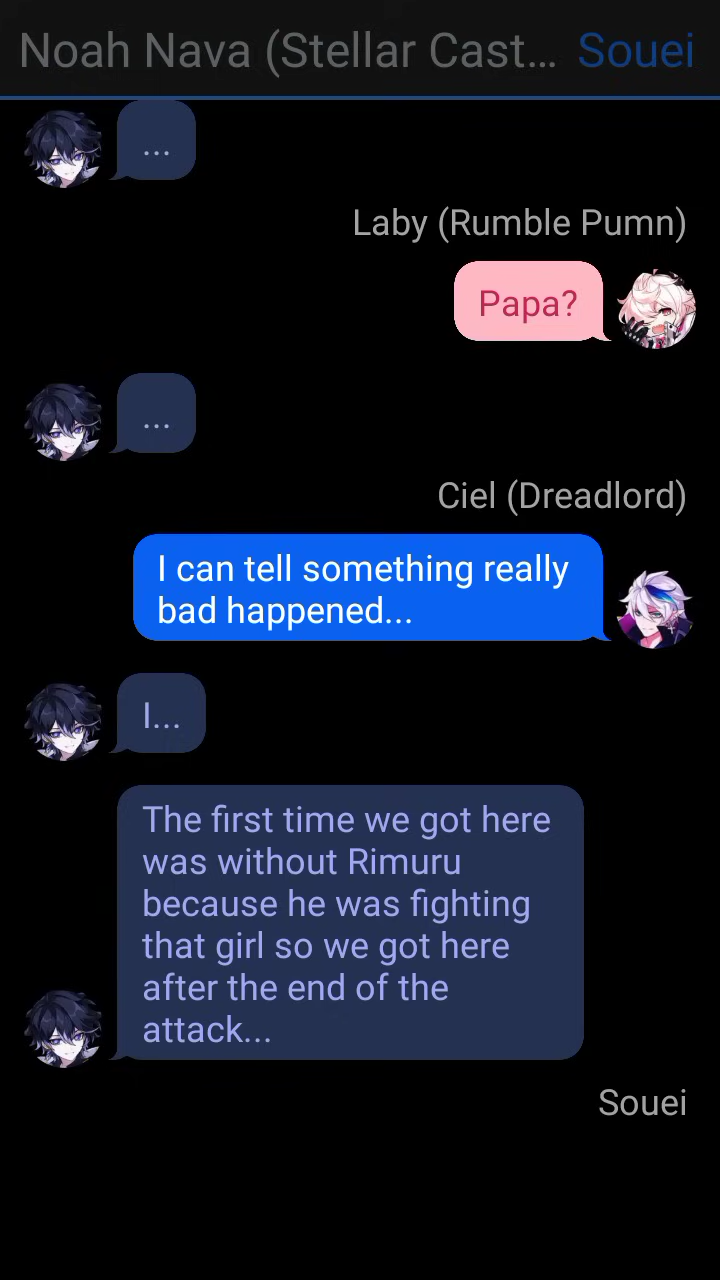 Noah Nava (Stellar Cast... Souei
...
Laby (Rumble Pumn)
Papa?
...
Ciel (Dreadlord)
I can tell something really
bad happened...
I...
The first time we got here
was without Rimuru
because he was fighting
that girl so we got here
after the end of the
attack...
Souei